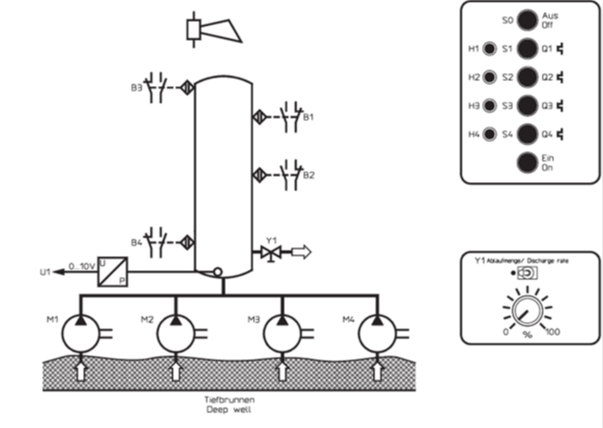 S0 Aus
Off
H1 S1 Q1
H2 S2 Q2
H3 S3 Q3
H4 S4 Q4
Ein
On
B3
B1
B2
B4
Y1
U1 0...10V U
P
M1 M2 M3 M4
Tiefbrunnen
Deep well
Y1 Ablaufmenge/ Discharge rate
0 % 100